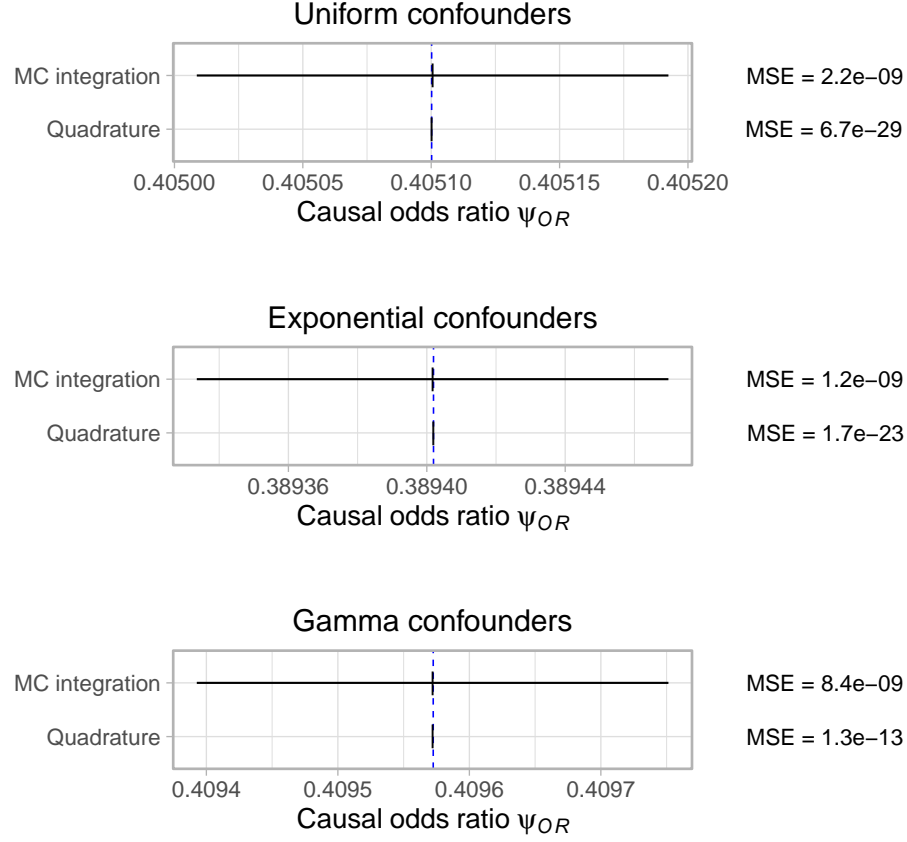 Uniform confounders
MC integration
MSE = 2.2e−09
Quadrature
MSE = 6.7e−29
0.40500 0.40505 0.40510 0.40515 0.40520
Causal odds ratio ψOR
Exponential confounders
MC integration
MSE = 1.2e−09
Quadrature
MSE = 1.7e−23
0.38936 0.38940 0.38944
Causal odds ratio ψOR
Gamma confounders
MC integration
MSE = 8.4e−09
Quadrature
MSE = 1.3e−13
0.4094 0.4095 0.4096 0.4097
Causal odds ratio ψOR